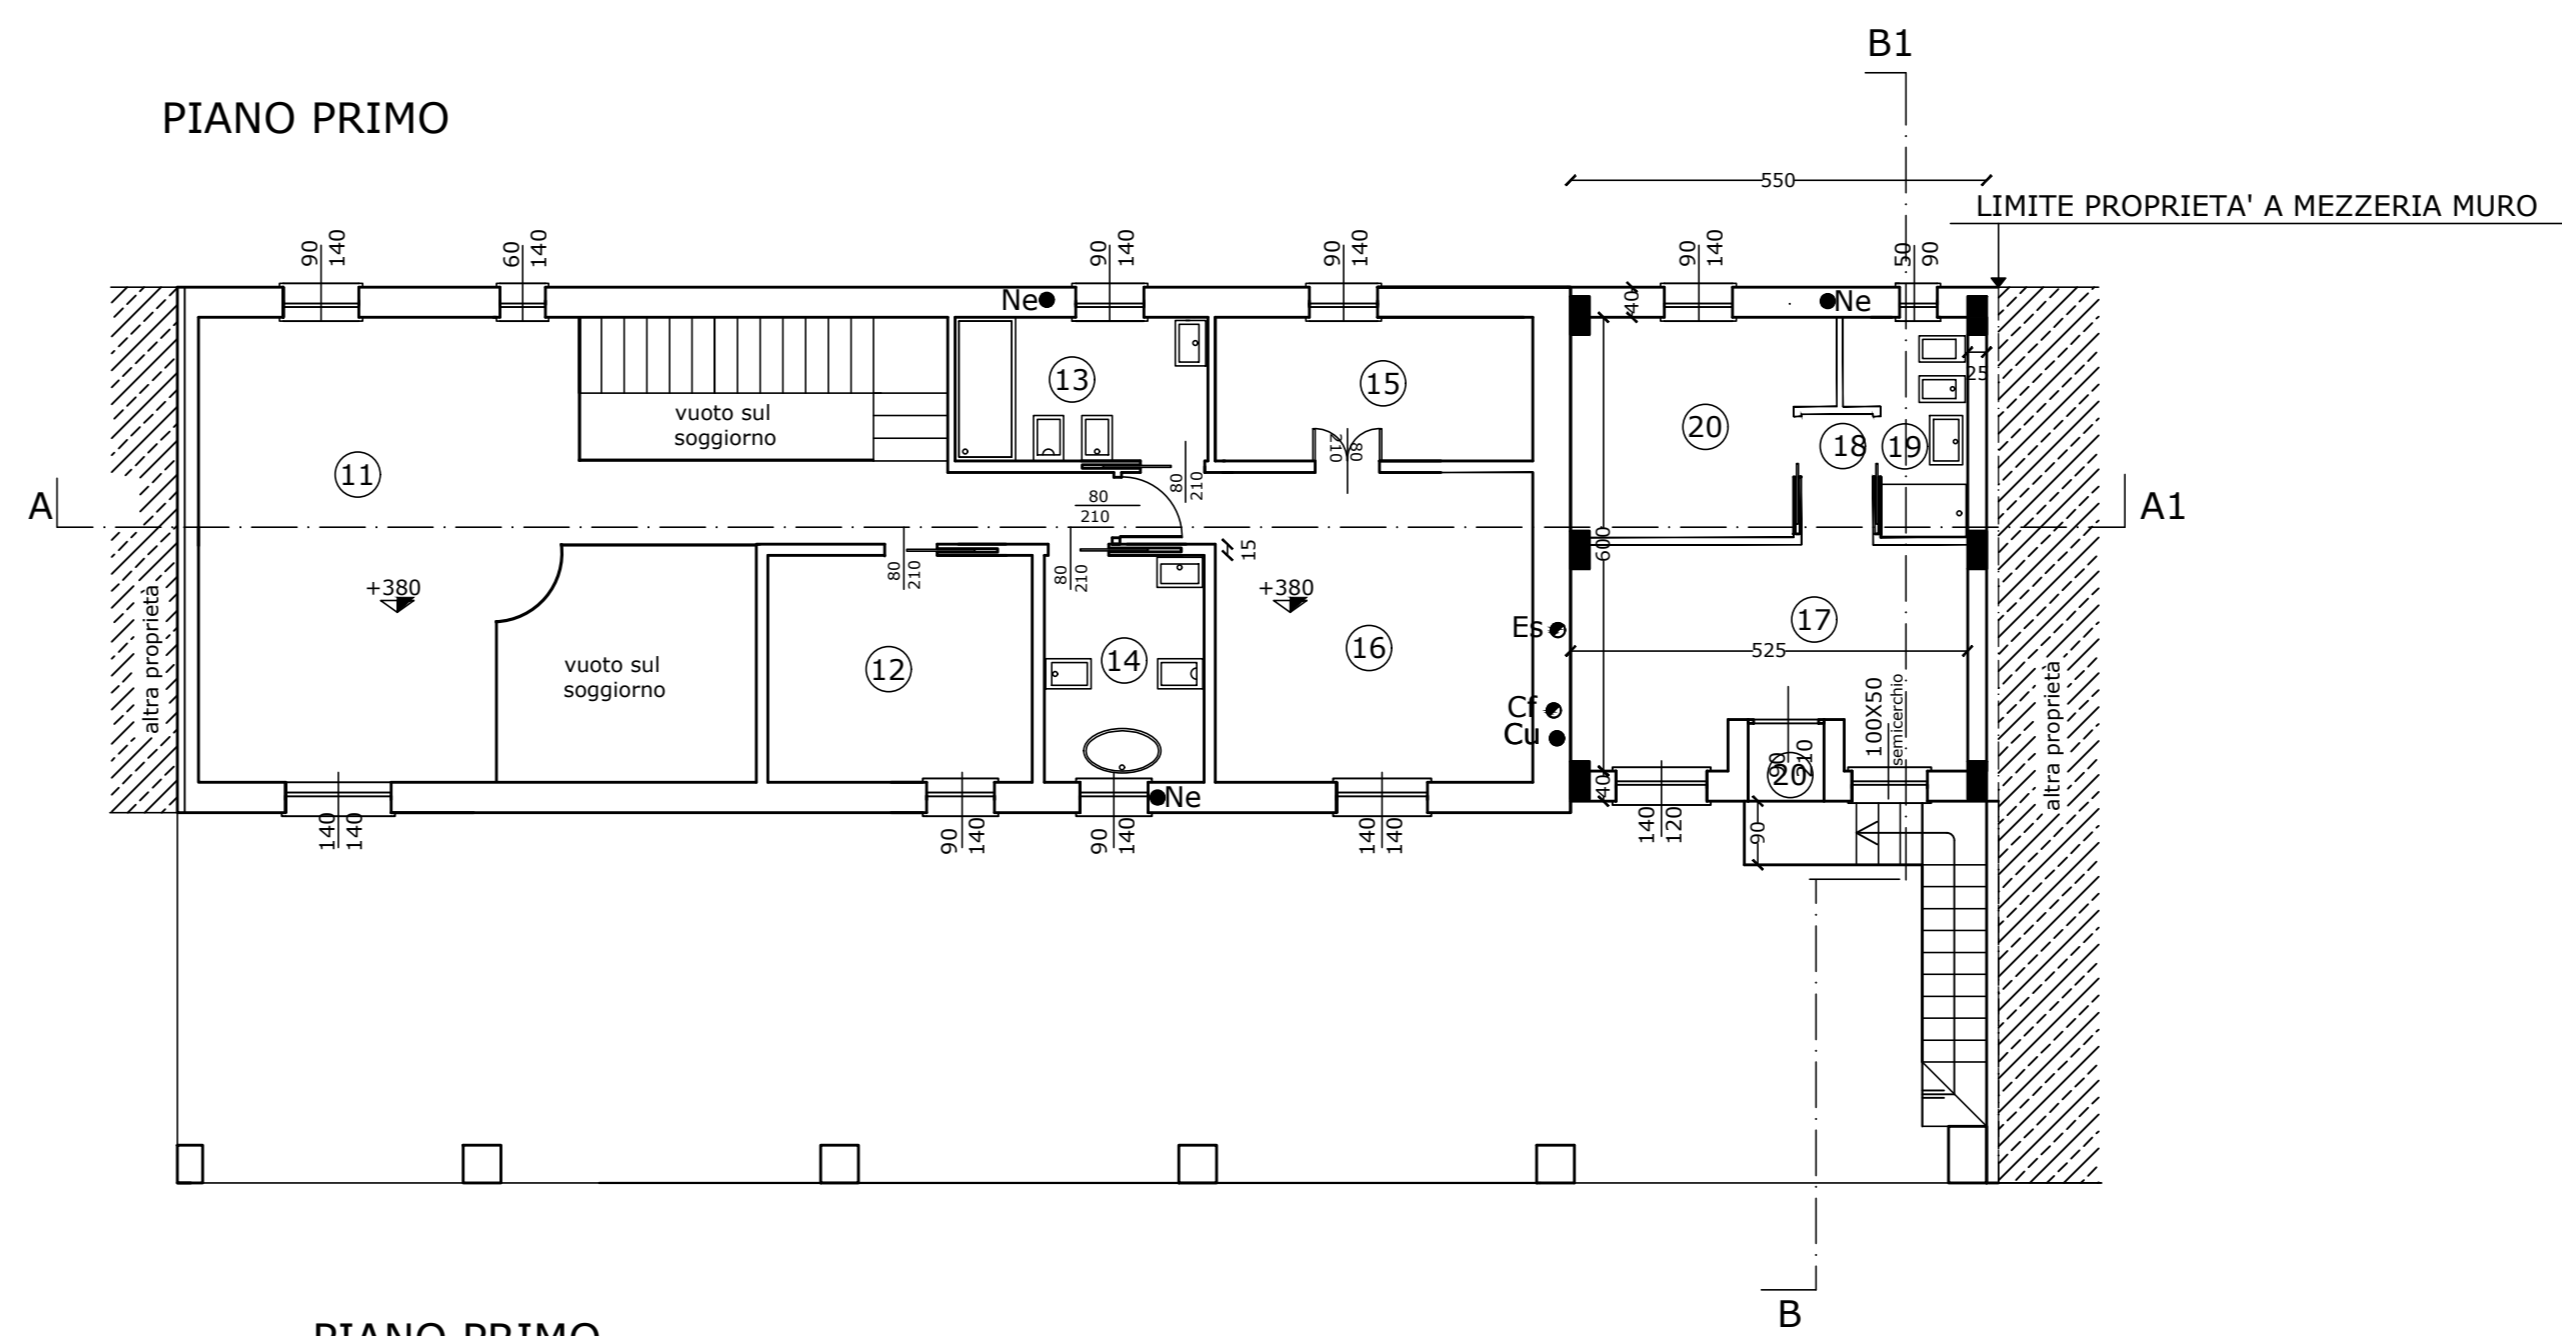 B1
PIANO PRIMO
550
LIMITE PROPRIETA' A MEZZERIA MURO
90
140
60
140
90
140
90
140
90
140
50
90
Ne
40
Ne
13
15
25
vuoto sul
soggiorno
20
18
19
210
80
11
80
210
A
80
210
A1
600
15
80
210
80
210
+380
+380
altra proprietà
Es
17
525
vuoto sul
soggiorno
12
14
16
Cf
Cu
100X50
semicerchio
altra proprietà
90
210
20
40
Ne
140
140
90
140
90
140
140
140
140
120
90
B
PIANO PRIMO